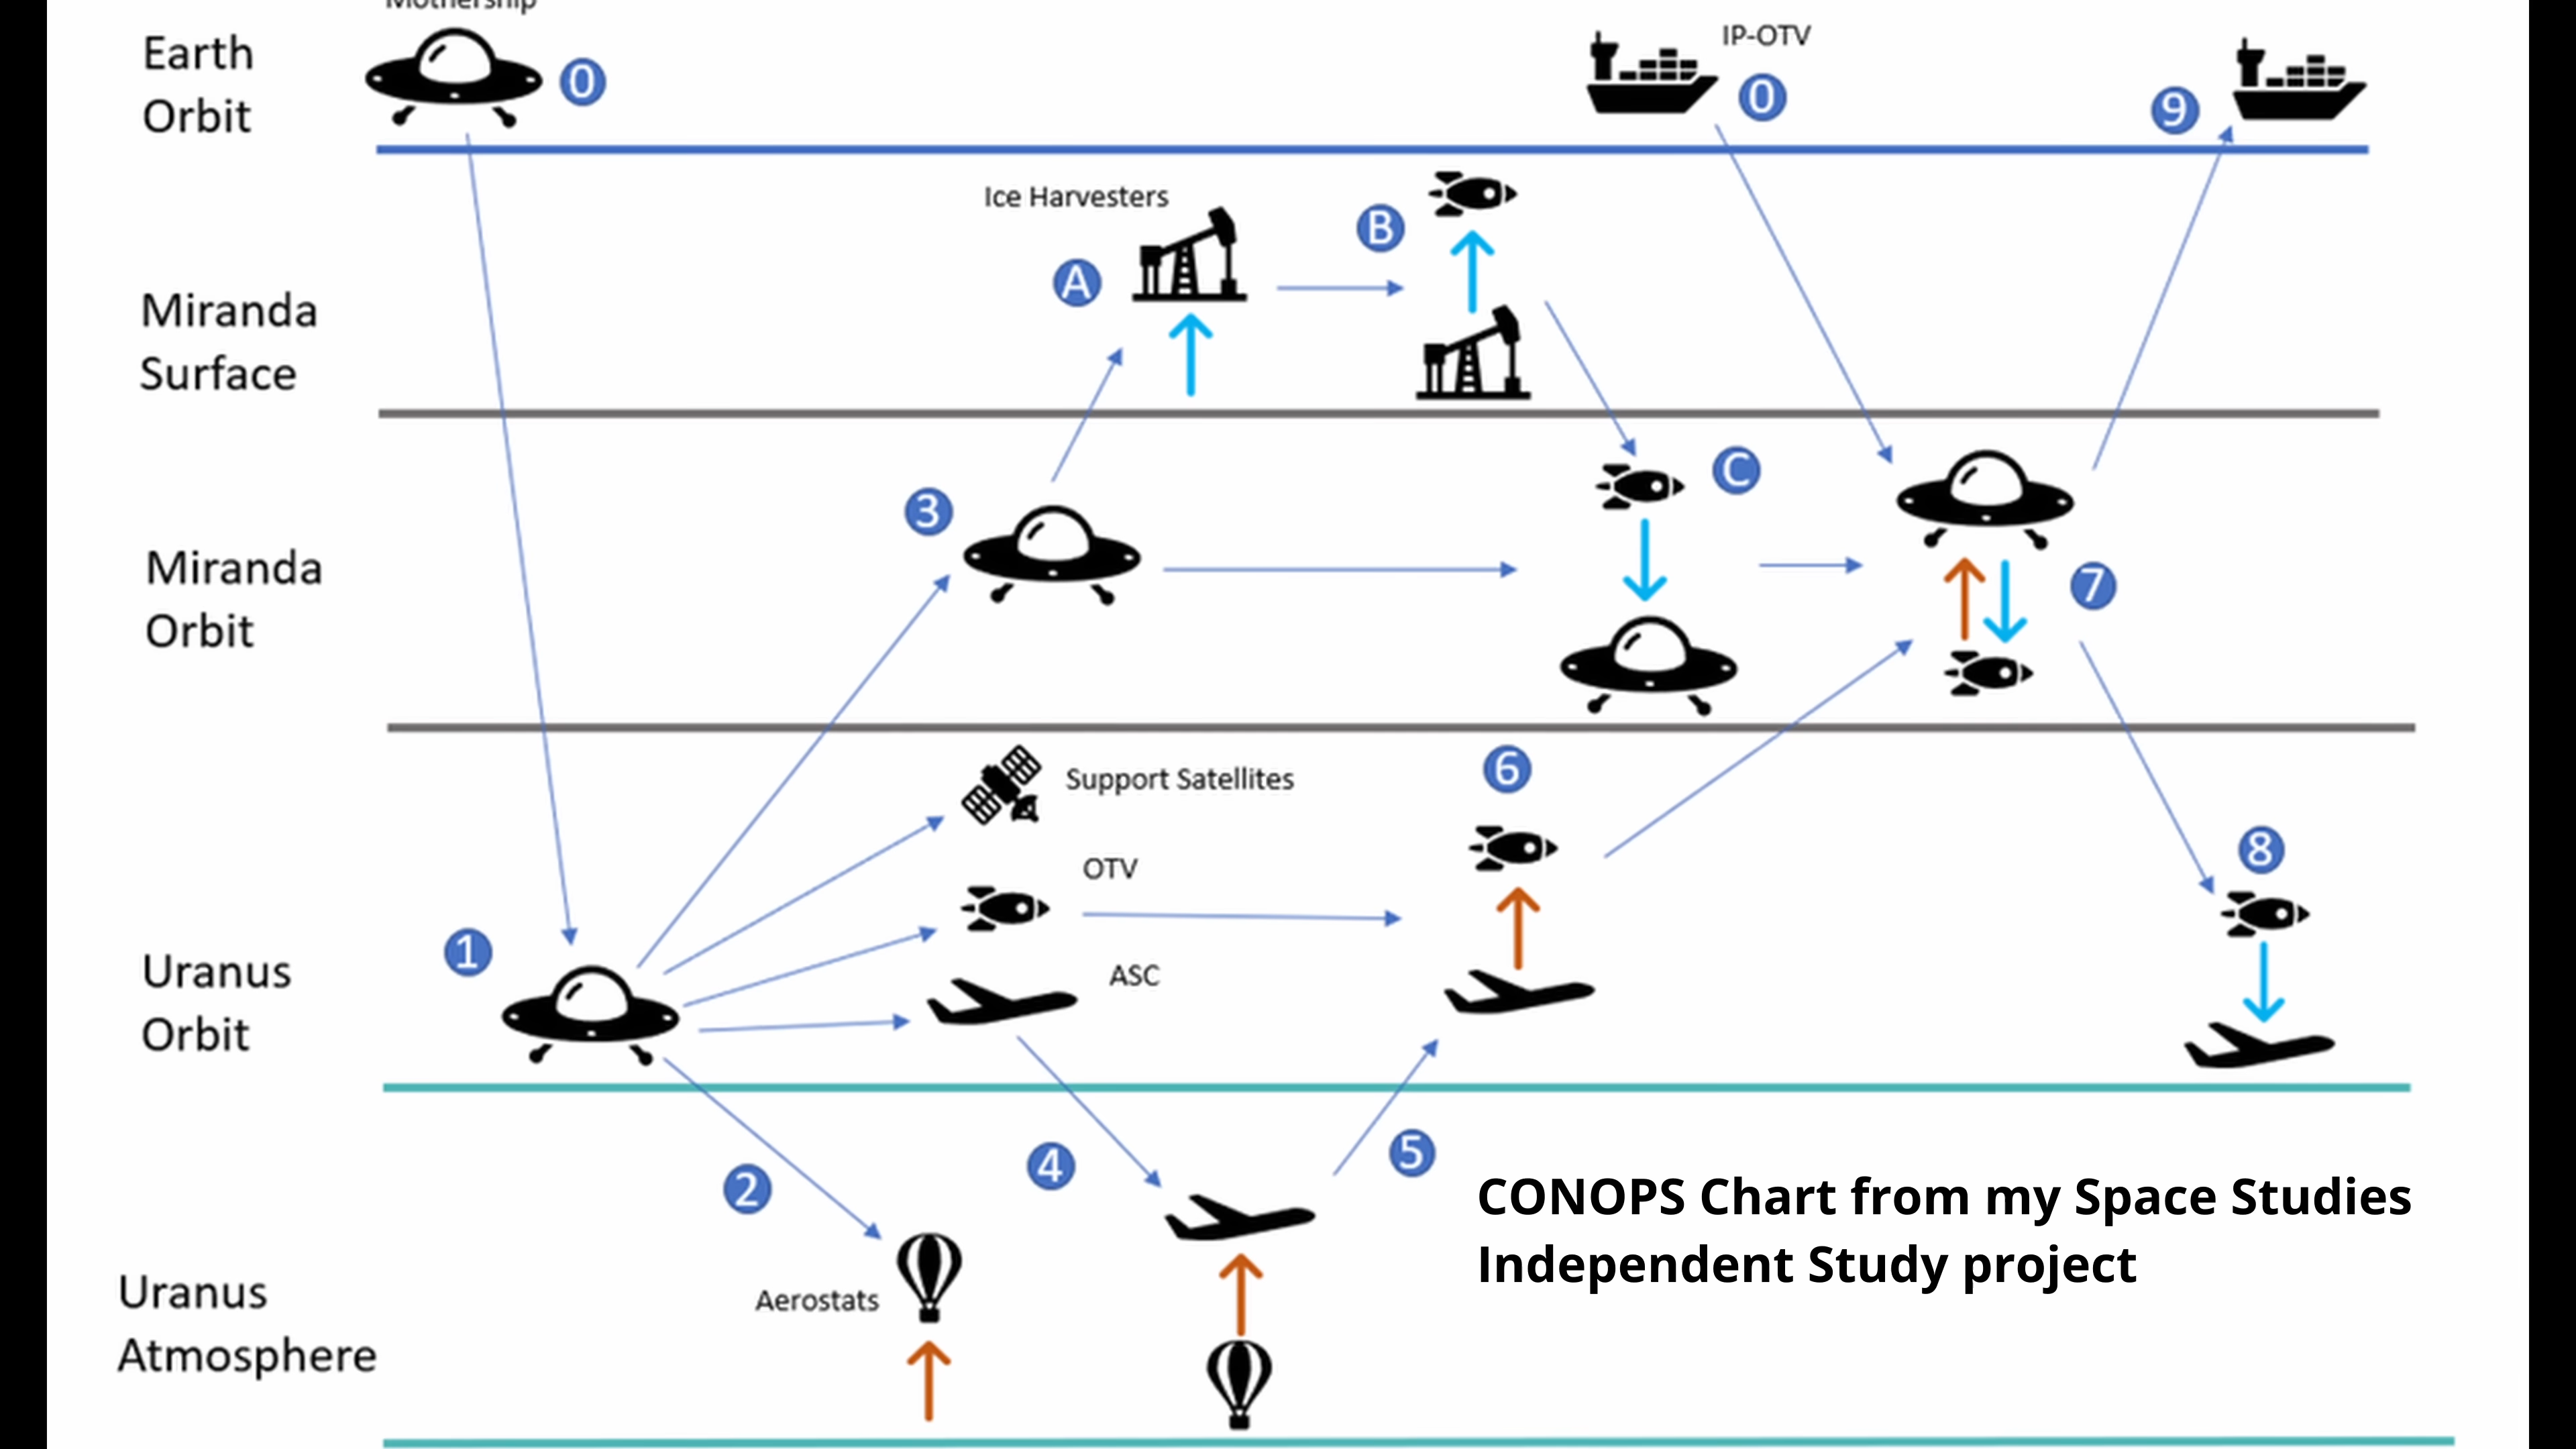 Mothership
Earth
Orbit
0
IP-OTV
0
9
Ice Harvesters
A
B
Miranda
Surface
3
C
Miranda
Orbit
7
Support Satellites
6
OTV
8
1
ASC
Uranus
Orbit
2
4
5
CONOPS Chart from my Space Studies
Independent Study project
Aerostats
Uranus
Atmosphere